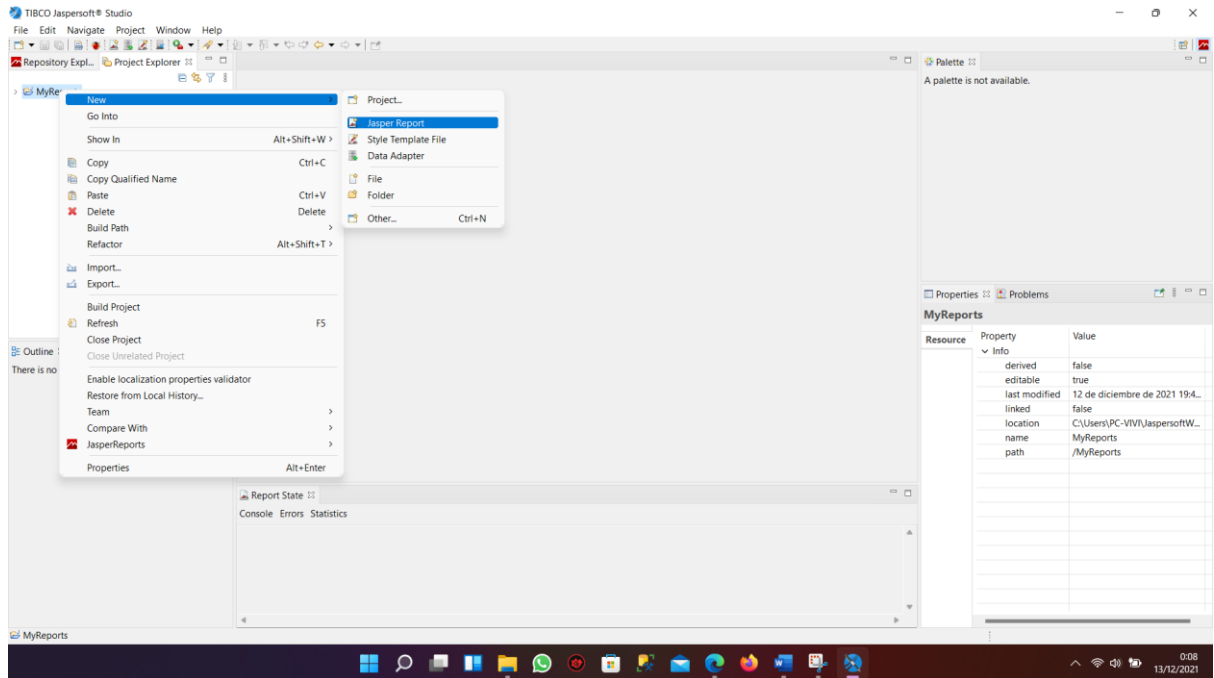 TIBCO Jaspersoft® Studio
File Edit Navigate Project Window Help
Repository Expl... Project Explorer
MyRe
New
Go Into
Show In Alt+Shift+W >
Copy Ctrl+C
Copy Qualified Name
Paste Ctrl+V
Delete Delete
Build Path >
Refactor Alt+Shift+T >
Import...
Export...
Build Project
Refresh F5
Close Project
Close Unrelated Project
Enable localization properties validator
Restore from Local History...
Team >
Compare With >
JasperReports >
Properties Alt+Enter
Project...
Jasper Report
Style Template File
Data Adapter
File
Folder
Other... Ctrl+N
Outline
There is no
Report State
Console Errors Statistics
Palette
A palette is not available.
Properties Problems
MyReports
Resource
Property Value
Info
derived false
editable true
last modified 12 de diciembre de 2021 19:4...
linked false
location C:\Users\PC-VIVI\JaspersoftW...
name MyReports
path /MyReports
MyReports
0:08
13/12/2021